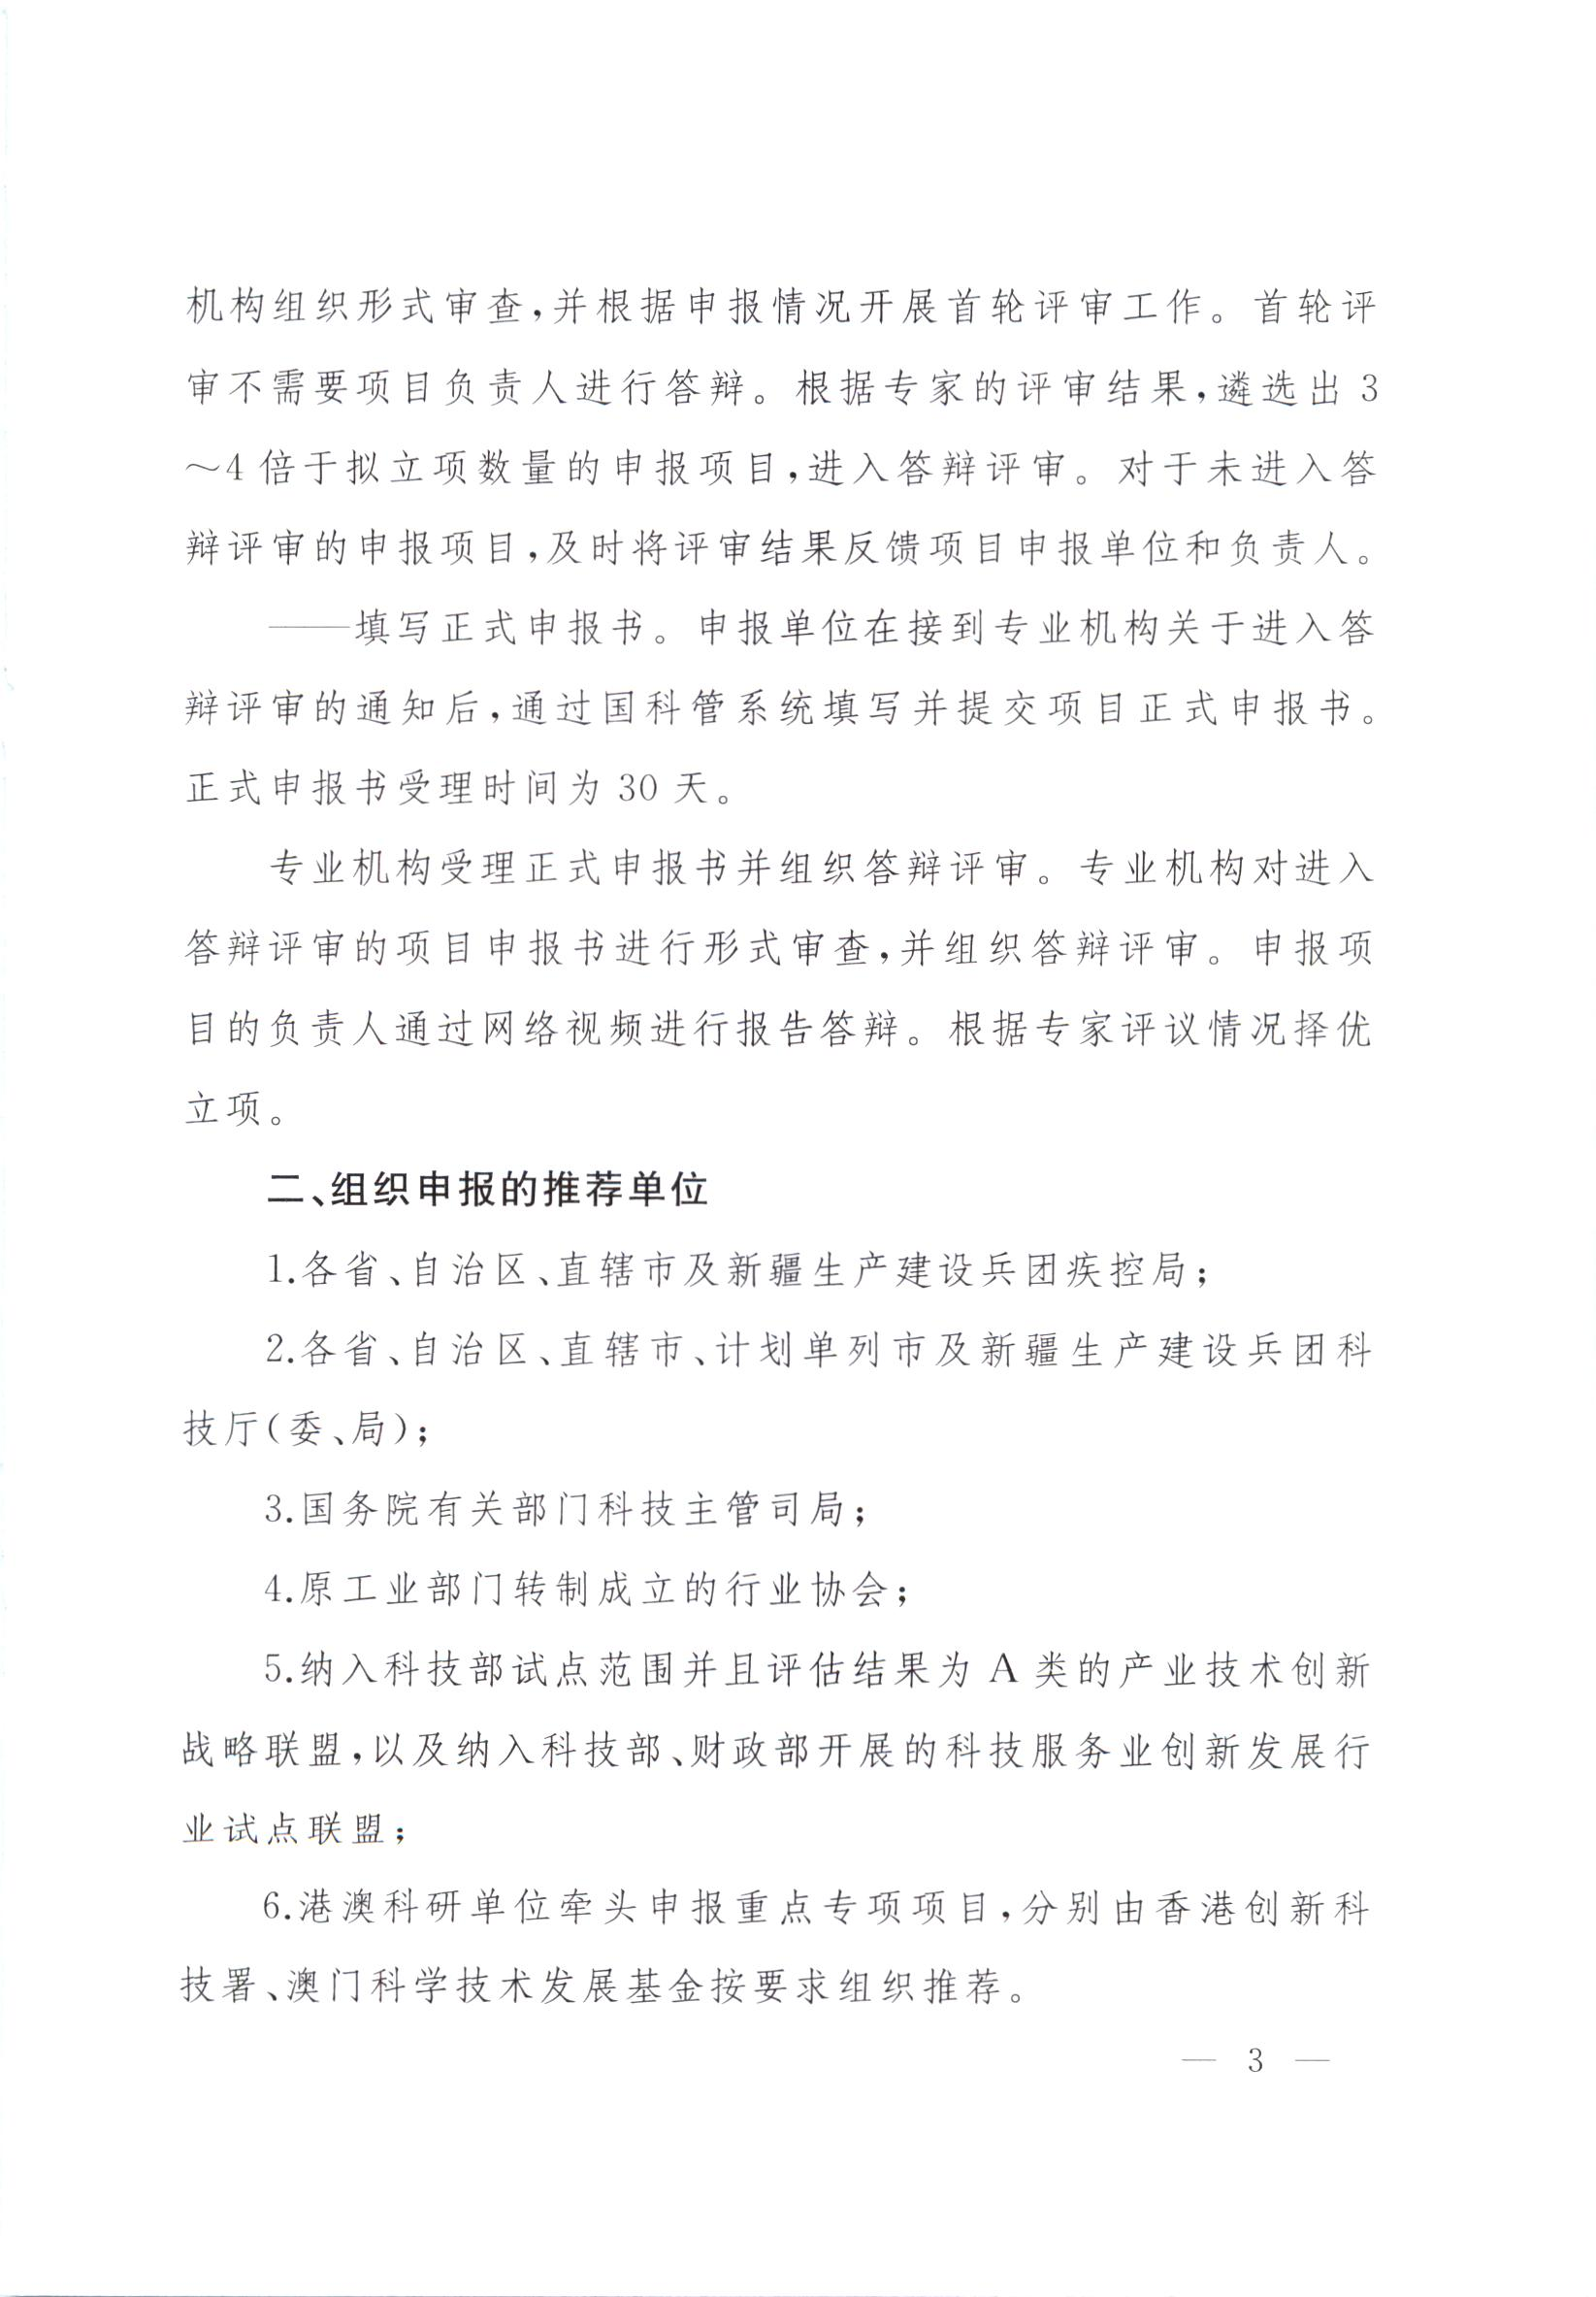 机构组织形式审查,并根据申报情况开展首轮评审工作。首轮评
审不需要项目负责人进行答辩。根据专家的评审结果,遴选出 3
～4 倍于拟立项数量的申报项目,进入答辩评审。对于未进入答
辩评审的申报项目,及时将评审结果反馈项目申报单位和负责人。
——填写正式申报书。申报单位在接到专业机构关于进入答
辩评审的通知后,通过国科管系统填写并提交项目正式申报书。
正式申报书受理时间为 30 天。
专业机构受理正式申报书并组织答辩评审。专业机构对进入
答辩评审的项目申报书进行形式审查,并组织答辩评审。申报项
目的负责人通过网络视频进行报告答辩。根据专家评议情况择优
立项。
二、组织申报的推荐单位
1.各省、自治区、直辖市及新疆生产建设兵团疾控局;
2.各省、自治区、直辖市、计划单列市及新疆生产建设兵团科
技厅(委、局);
3.国务院有关部门科技主管司局;
4.原工业部门转制成立的行业协会;
5.纳入科技部试点范围并且评估结果为 A 类的产业技术创新
战略联盟,以及纳入科技部、财政部开展的科技服务业创新发展行
业试点联盟;
6.港澳科研单位牵头申报重点专项项目,分别由香港创新科
技署、澳门科学技术发展基金按要求组织推荐。
— 3 —